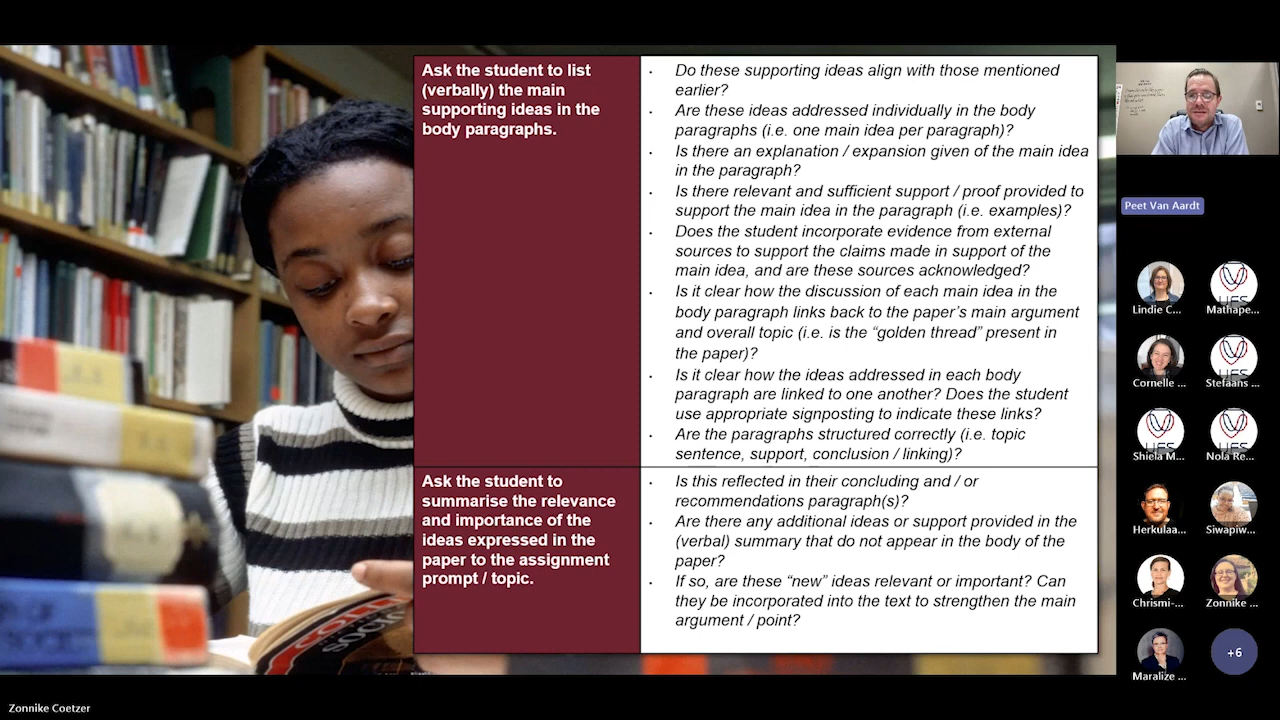 Ask the student to list
(verbally) the main
supporting ideas in the
body paragraphs.
• Do these supporting ideas align with those mentioned
earlier?
• Are these ideas addressed individually in the body
paragraphs (i.e. one main idea per paragraph)?
• Is there an explanation / expansion given of the main idea
in the paragraph?
• Is there relevant and sufficient support / proof provided to
support the main idea in the paragraph (i.e. examples)?
• Does the student incorporate evidence from external
sources to support the claims made in support of the
main idea, and are these sources acknowledged?
• Is it clear how the discussion of each main idea in the
body paragraph links back to the paper's main argument
and overall topic (i.e. is the “golden thread” present in
the paper)?
• Is it clear how the ideas addressed in each body
paragraph are linked to one another? Does the student
use appropriate signposting to indicate these links?
• Are the paragraphs structured correctly (i.e. topic
sentence, support, conclusion / linking)?
Ask the student to
summarise the relevance
and importance of the
ideas expressed in the
paper to the assignment
prompt / topic.
• Is this reflected in their concluding and / or
recommendations paragraph(s)?
• Are there any additional ideas or support provided in the
(verbal) summary that do not appear in the body of the
paper?
• If so, are these “new” ideas relevant or important? Can
they be incorporated into the text to strengthen the main
argument / point?
Peet Van Aardt
Lindie C...
Mathape...
Cornelle ...
Stefaans ...
Shiela M...
Nola Re...
Herkulaa...
Siwapiw...
Chrismi-...
Zonnike ...
Maralize ...
+6
Zonnike Coetzer